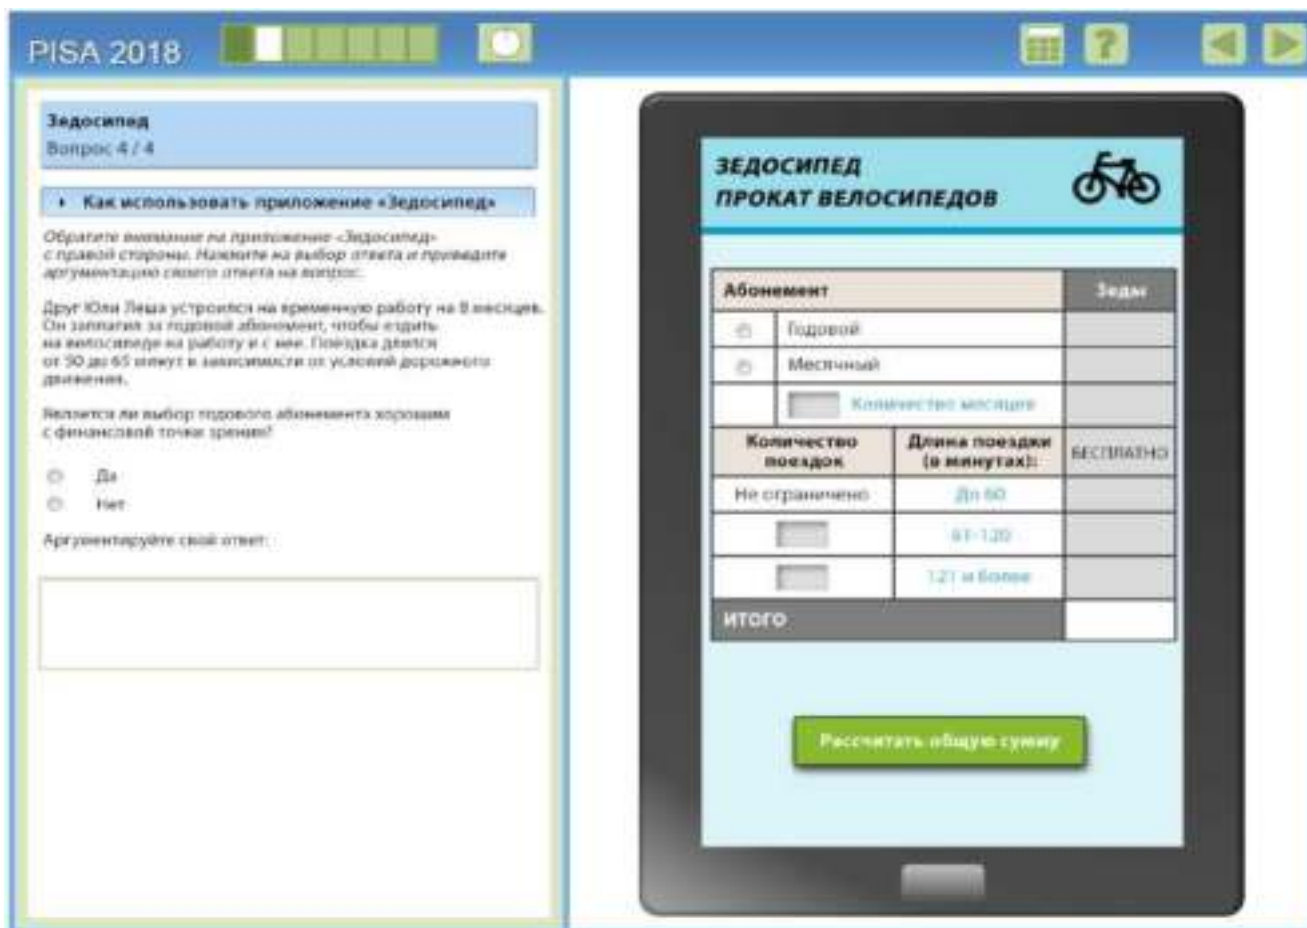 PISA 2018
?
Зедосипед
Вопрос 4 / 4
Как использовать приложение «Зедосипед»
Обратите внимание на приложение «Зедосипед»
с правой стороны. Нажмите на выбор ответа и приведите
аргументацию своего ответа на вопрос.
Друг Юли Леша устроился на временную работу на 8 месяцев.
Он заплатил за годовой абонемент, чтобы ездить
на велосипеде на работу и с нее. Поездка длится
от 50 до 65 минут в зависимости от условий дорожного
движения.
Является ли выбор годового абонемента хорошим
с финансовой точки зрения?
Да
Нет
Аргументируйте свой ответ:
ЗЕДОСИПЕД
ПРОКАТ ВЕЛОСИПЕДОВ
Абонемент Зеды
Годовой
Месячный
Количество месяцев
Количество поездок Длина поездки (в минутах): БЕСПЛАТНО
Не ограничено До 60
61–120
121 и более
ИТОГО
Рассчитать общую сумму